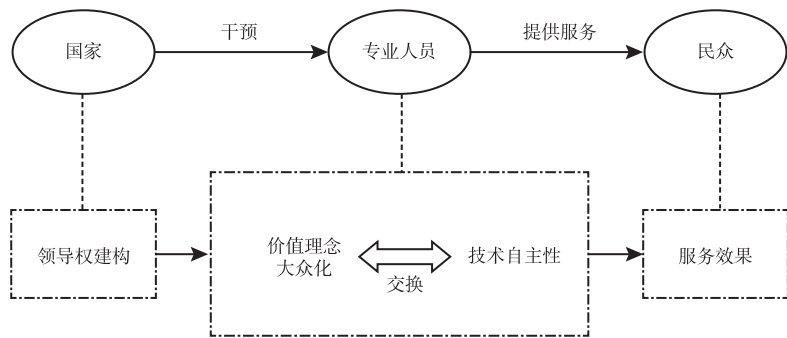 国家
干预
专业人员
提供服务
民众
领导权建构
价值理念
大众化
交换
技术自主性
服务效果